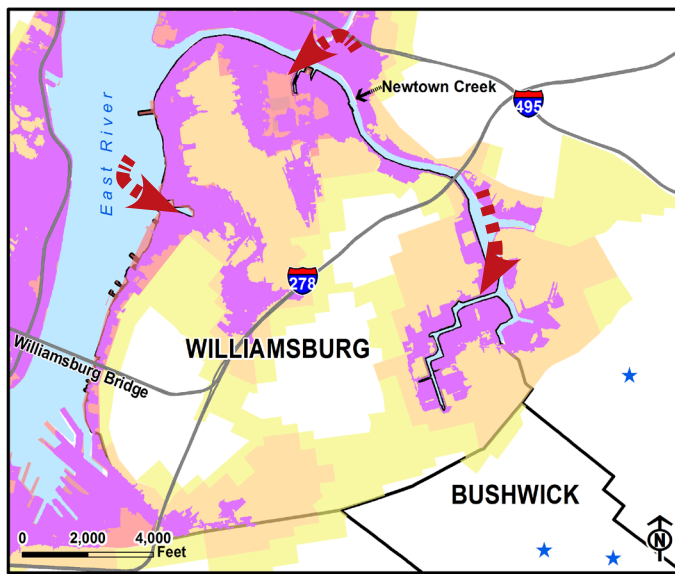 Newtown Creek
495
East River
278
WILLIAMSBURG
Williamsburg Bridge
BUSHWICK
0 2,000 4,000
Feet
N